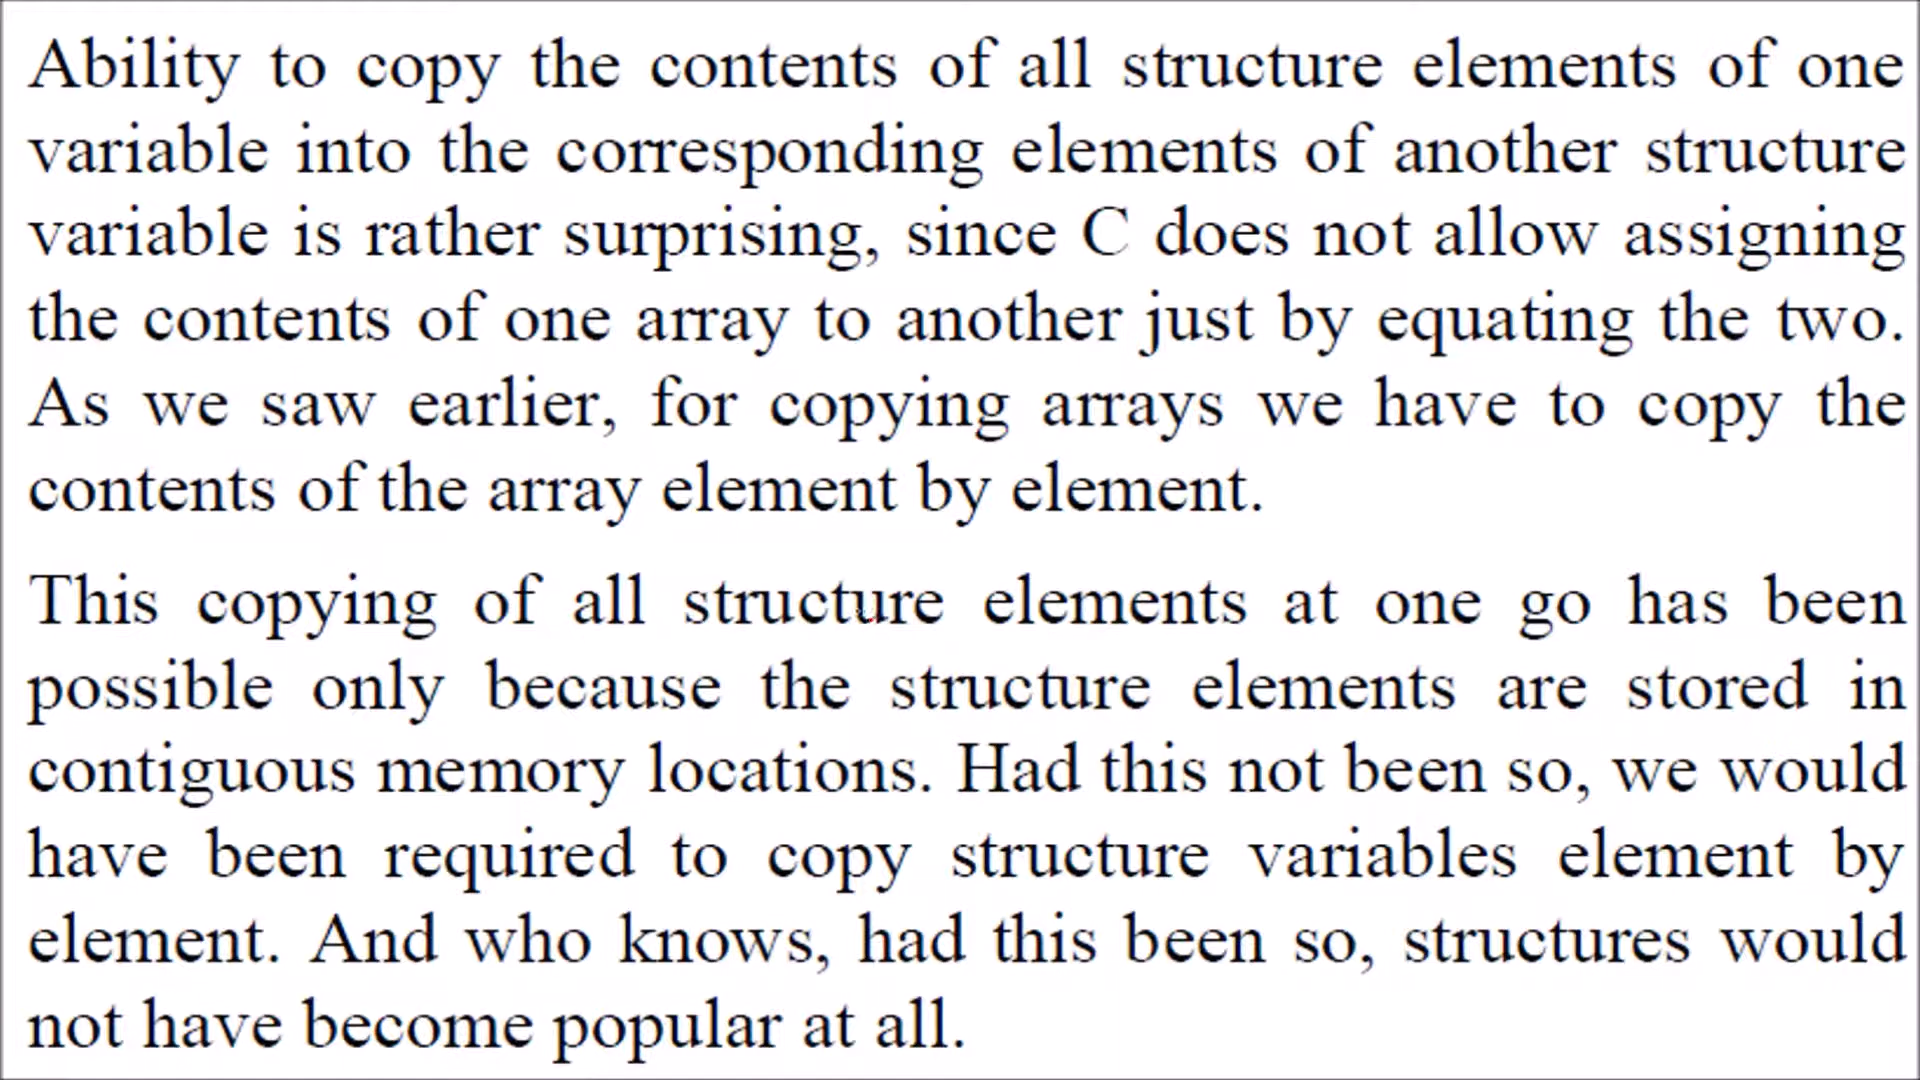 Ability to copy the contents of all structure elements of one
variable into the corresponding elements of another structure
variable is rather surprising, since C does not allow assigning
the contents of one array to another just by equating the two.
As we saw earlier, for copying arrays we have to copy the
contents of the array element by element.
This copying of all structure elements at one go has been
possible only because the structure elements are stored in
contiguous memory locations. Had this not been so, we would
have been required to copy structure variables element by
element. And who knows, had this been so, structures would
not have become popular at all.